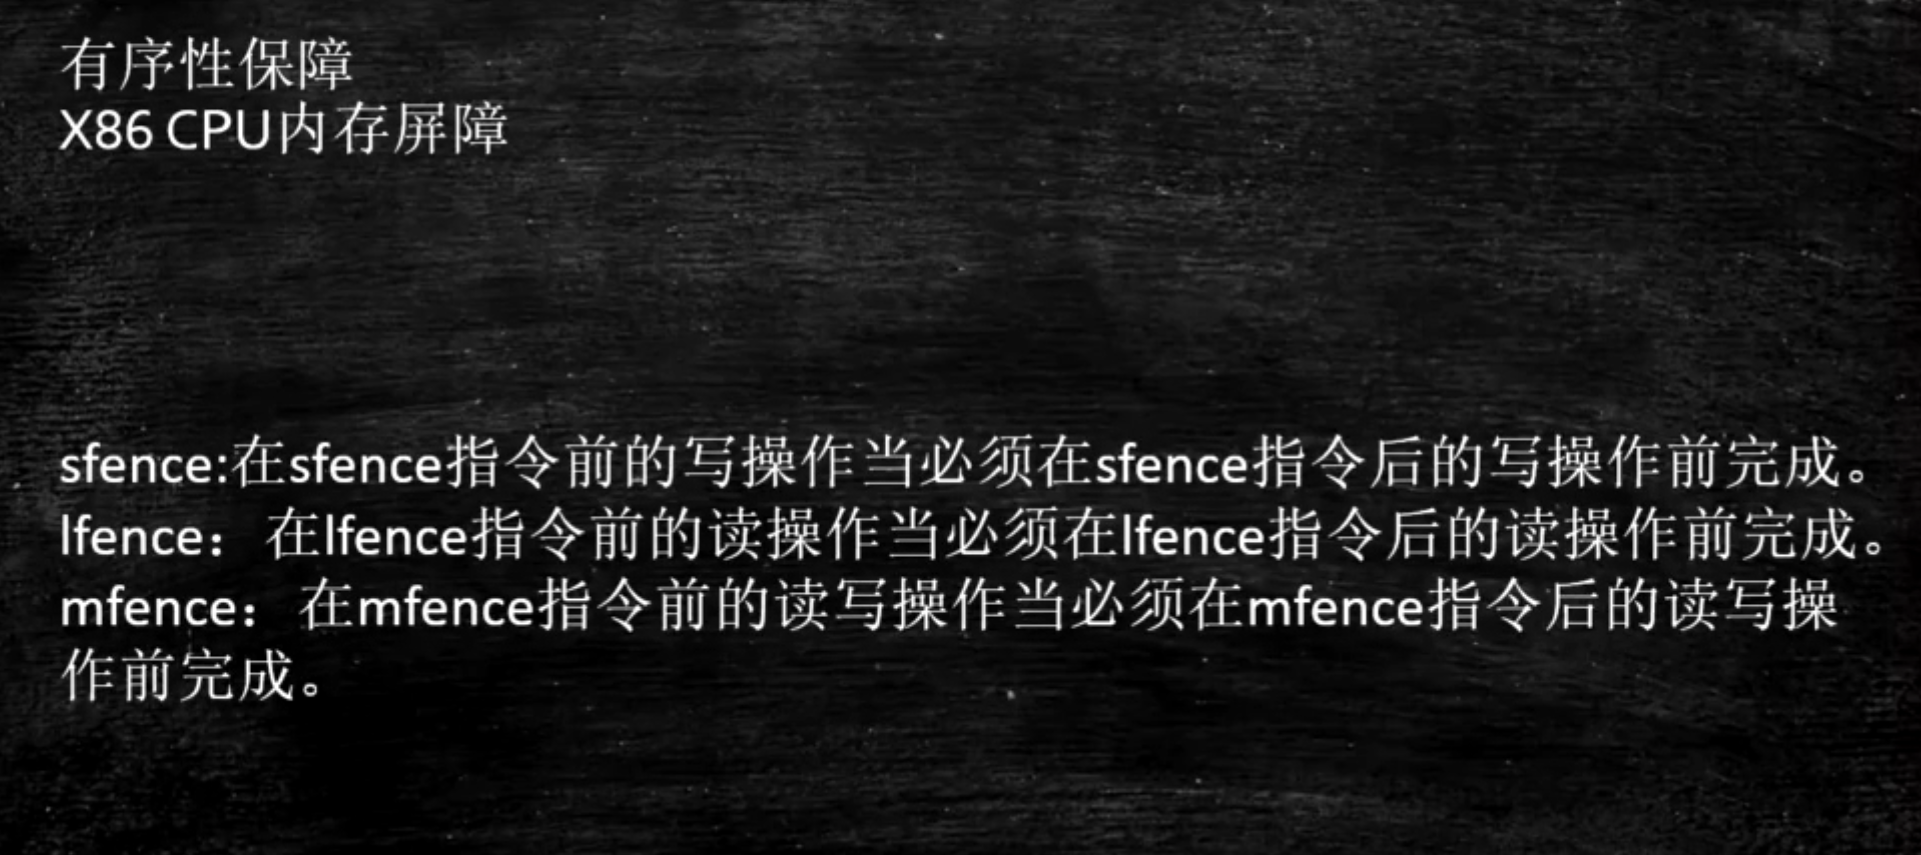 有序性保障
X86 CPU内存屏障
sfence:在sfence指令前的写操作当必须在sfence指令后的写操作前完成。
lfence：在lfence指令前的读操作当必须在lfence指令后的读操作前完成。
mfence：在mfence指令前的读写操作当必须在mfence指令后的读写操
作前完成。